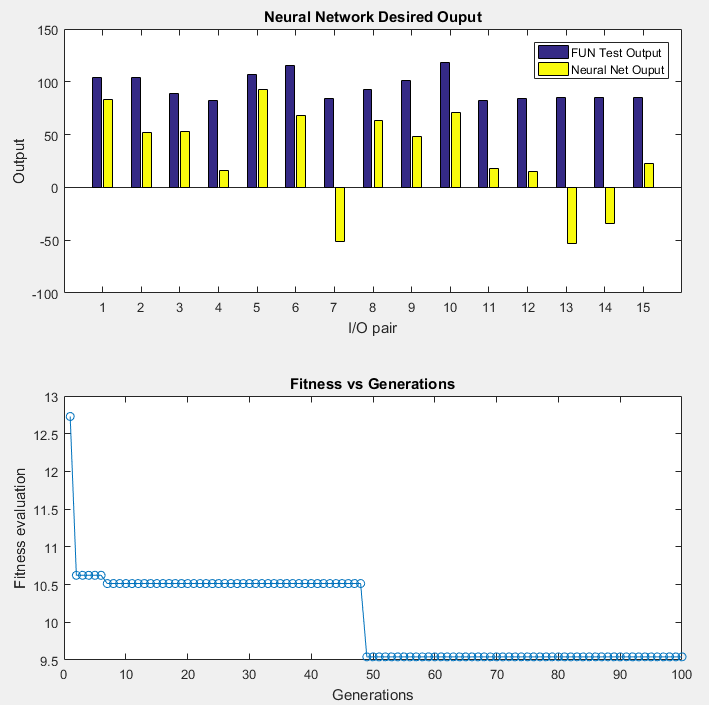 Neural Network Desired Ouput
150
100
50
0
-50
-100
Output
FUN Test Output
Neural Net Ouput
1 2 3 4 5 6 7 8 9 10 11 12 13 14 15
I/O pair
Fitness vs Generations
13
12.5
12
11.5
11
10.5
10
9.5
Fitness evaluation
0 10 20 30 40 50 60 70 80 90 100
Generations